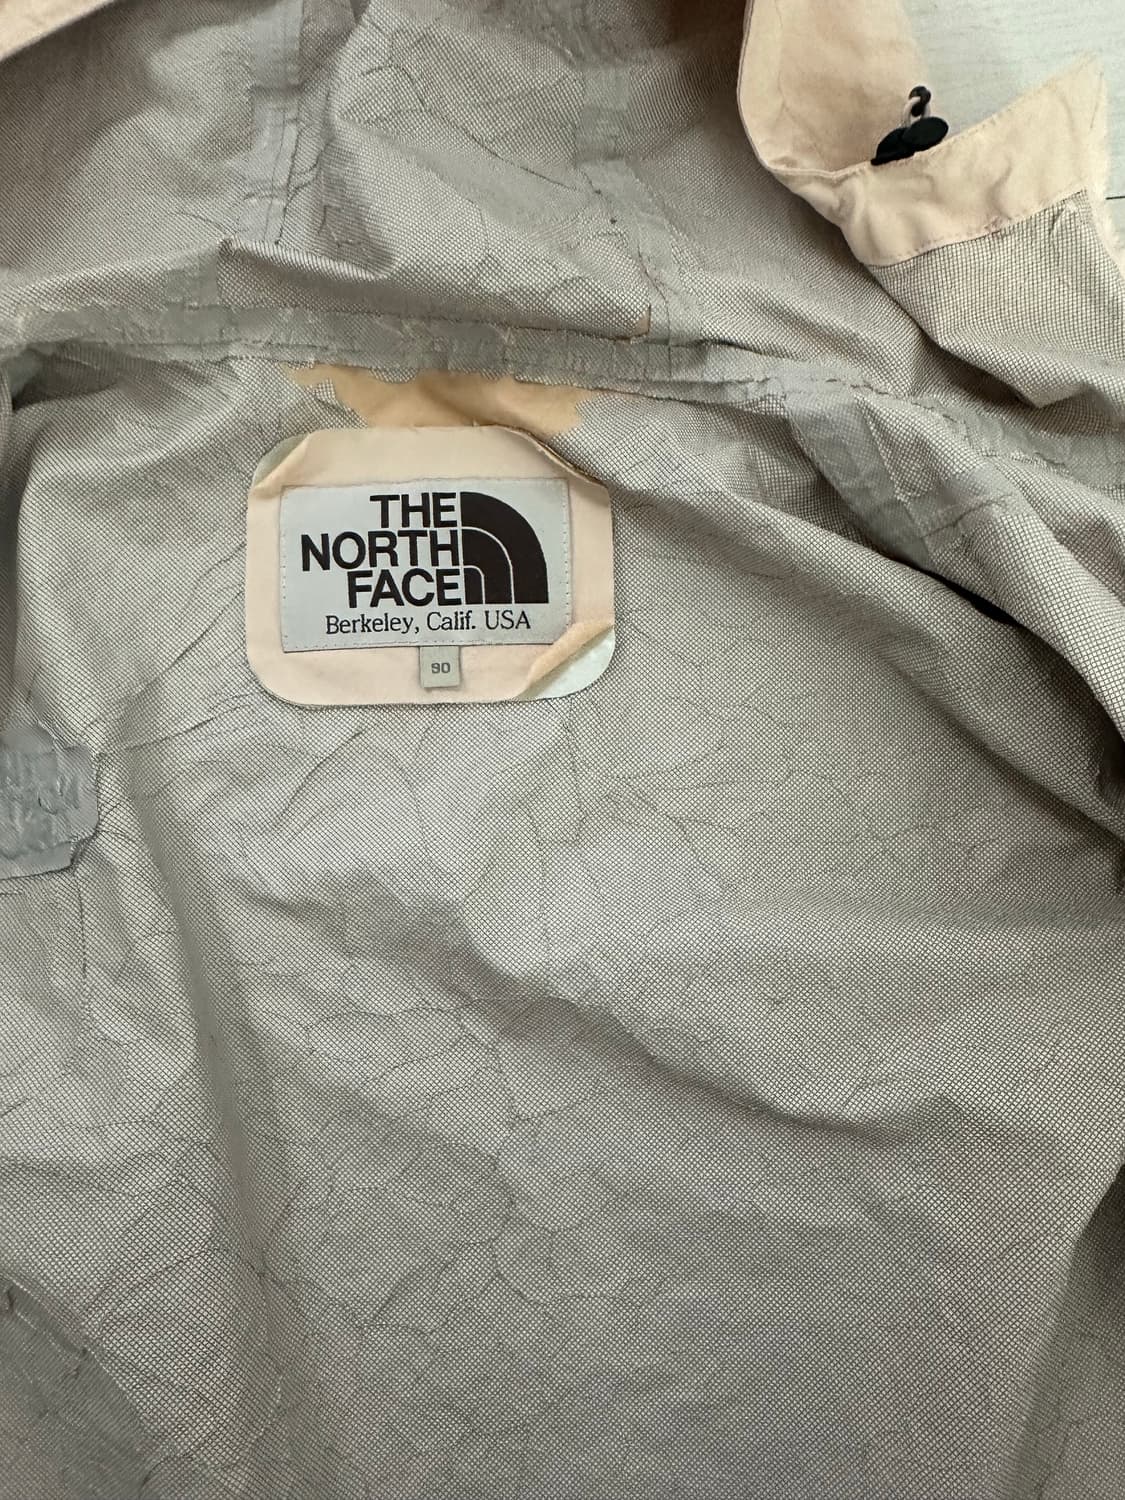 THE
NORTH
FACE
Berkeley, Calif. USA
90